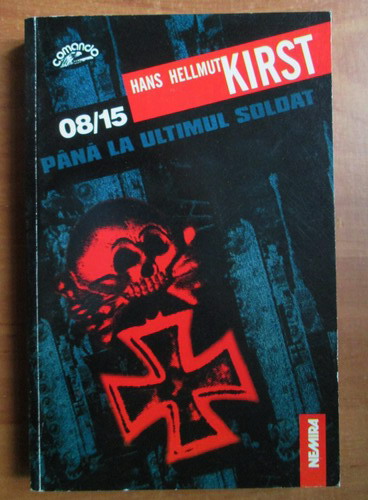 comando
HANS HELLMUT KIRST
08/15
PÂNĂ LA ULTIMUL SOLDAT
NEMIRA